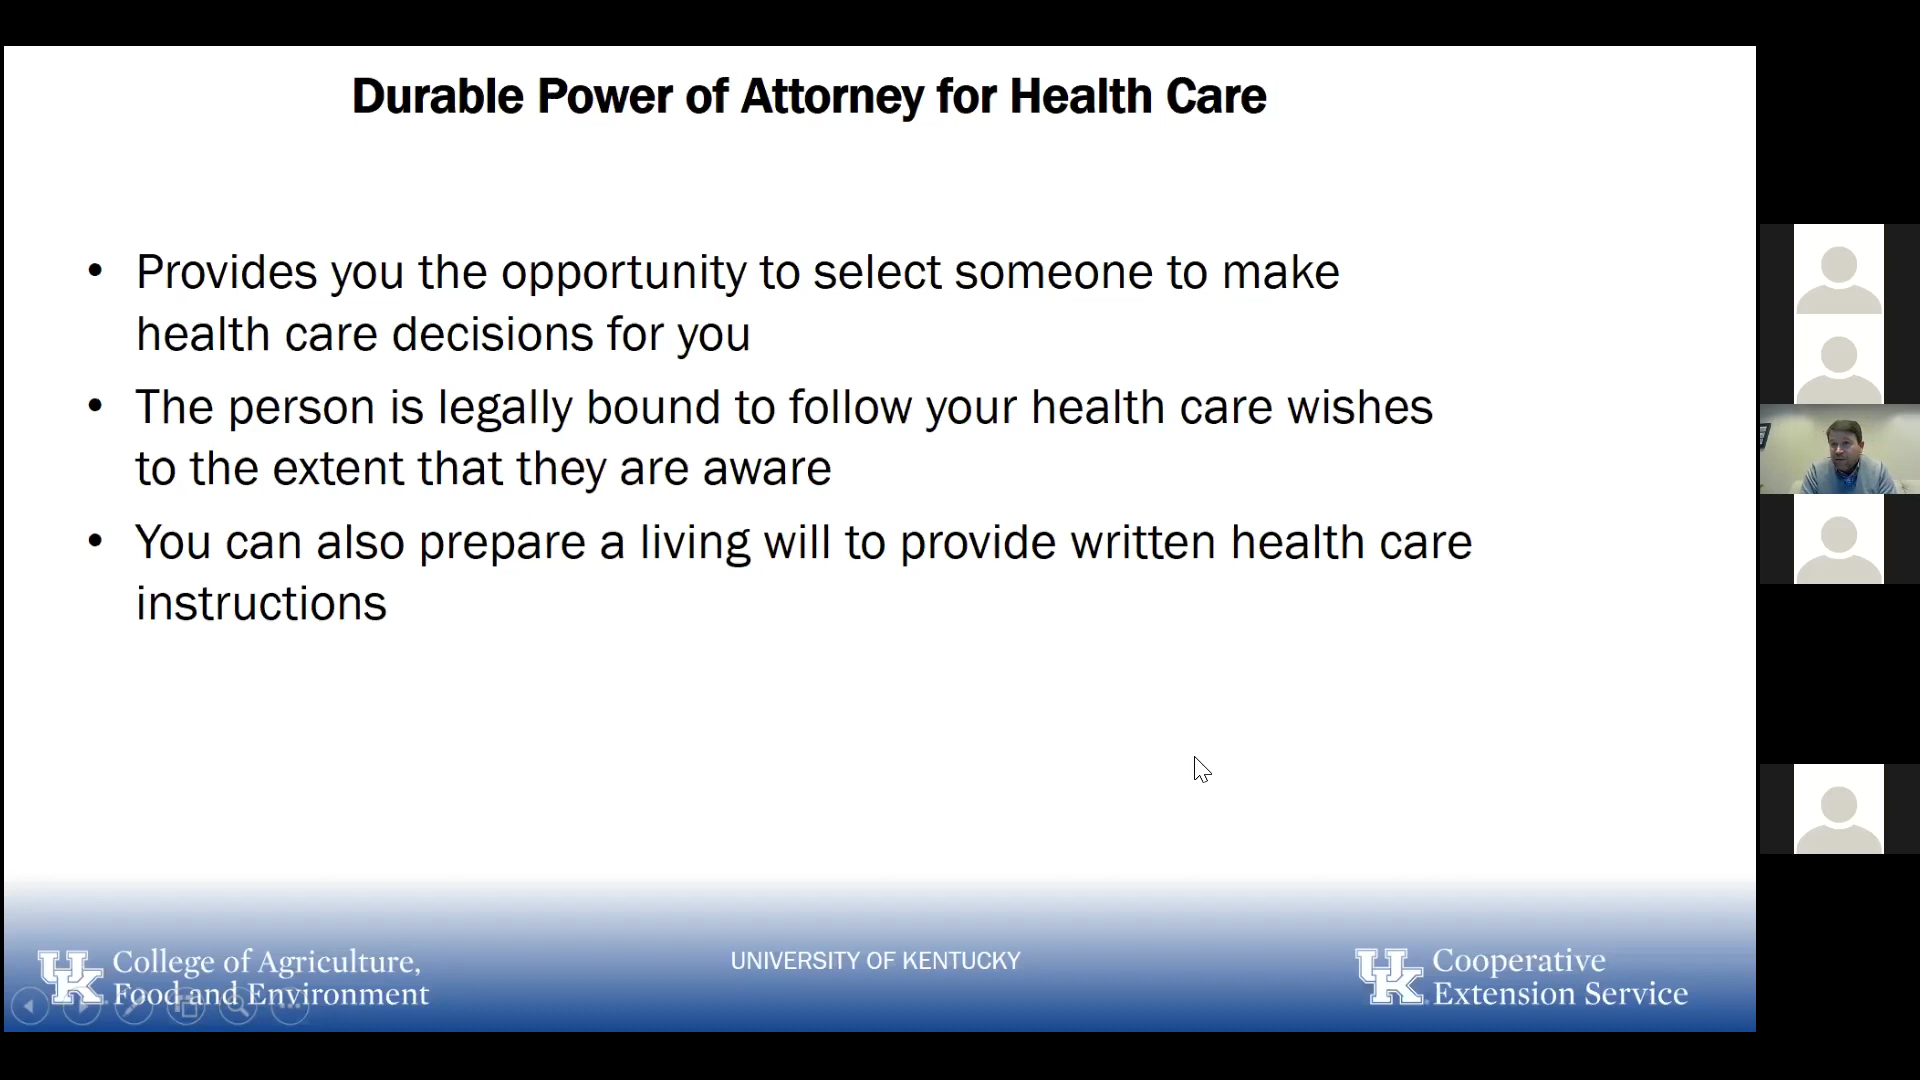 Durable Power of Attorney for Health Care
• Provides you the opportunity to select someone to make
health care decisions for you
• The person is legally bound to follow your health care wishes
to the extent that they are aware
• You can also prepare a living will to provide written health care
instructions
UK College of Agriculture,
Food and Environment
UNIVERSITY OF KENTUCKY
UK Cooperative
Extension Service